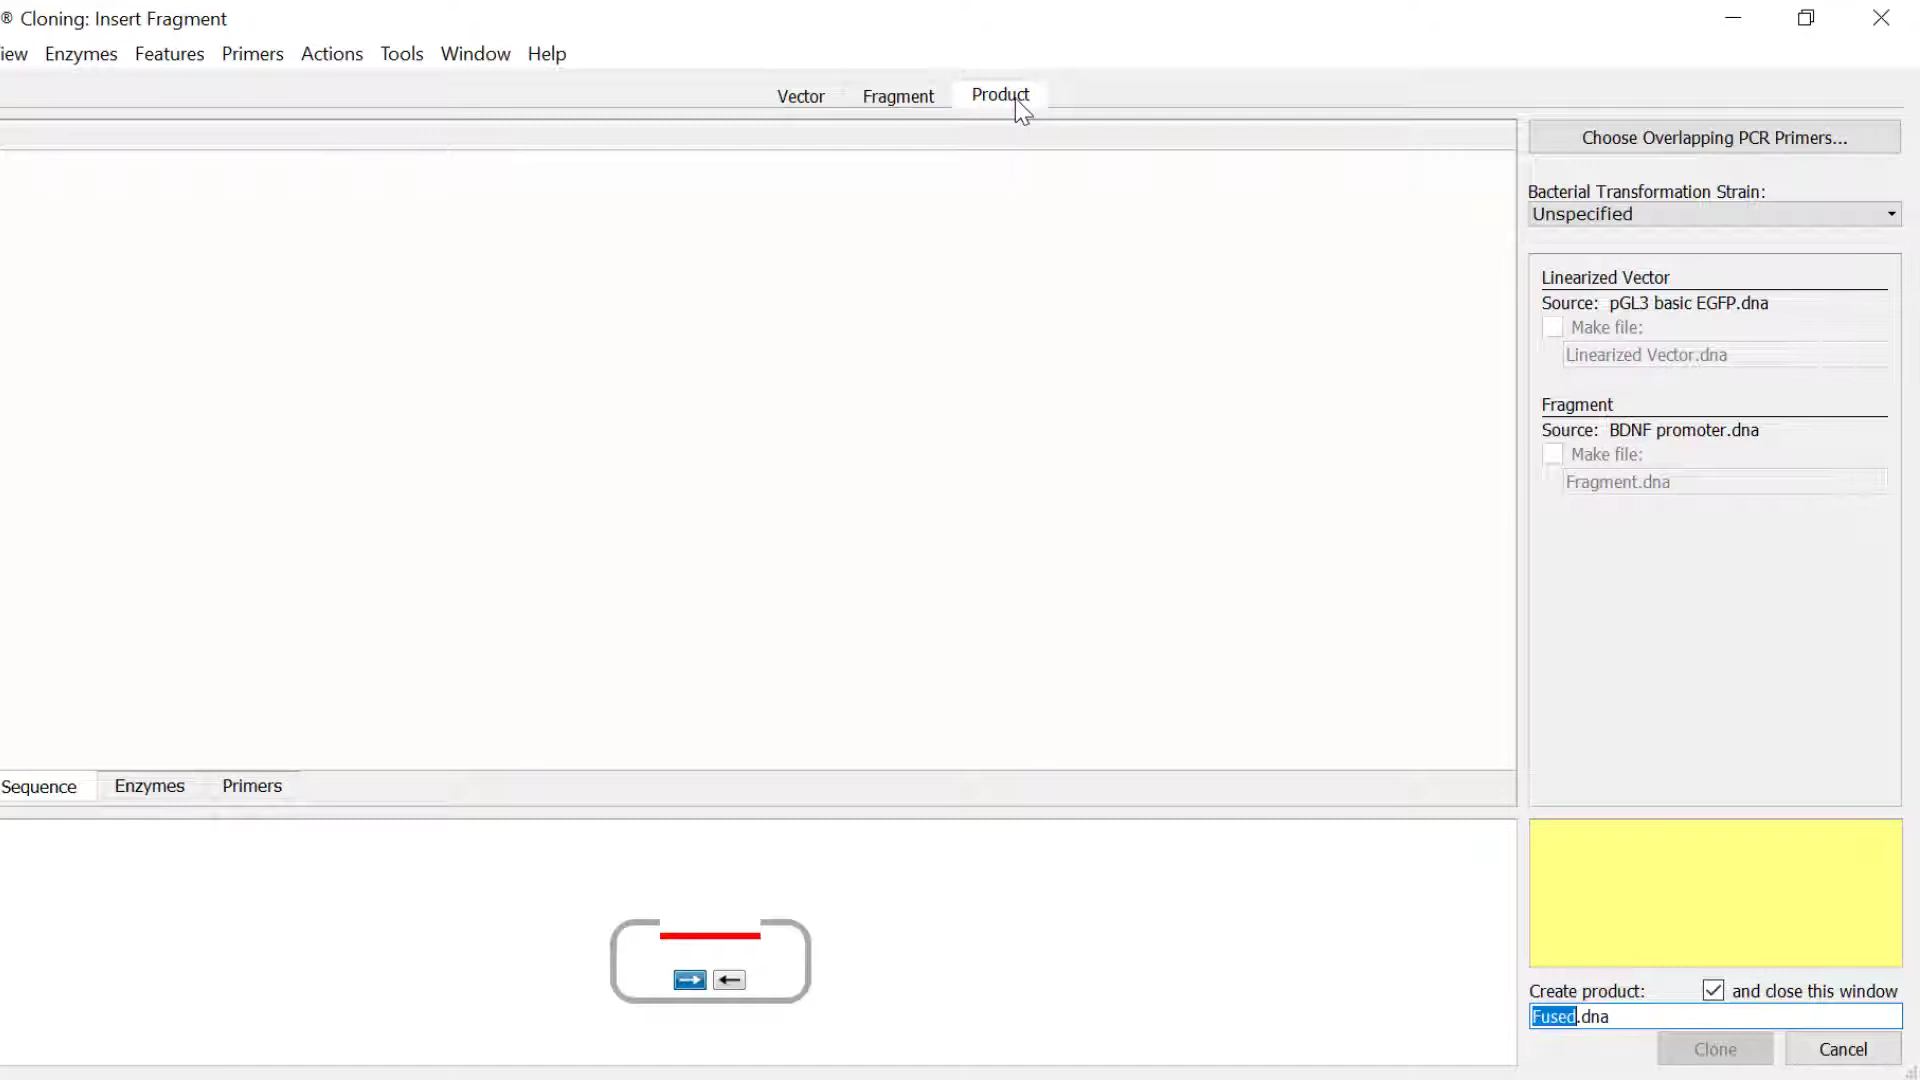 ® Cloning: Insert Fragment
iew Enzymes Features Primers Actions Tools Window Help
Vector Fragment Product
Choose Overlapping PCR Primers...
Bacterial Transformation Strain:
Unspecified
Linearized Vector
Source: pGL3 basic EGFP.dna
Make file:
Linearized Vector.dna
Fragment
Source: BDNF promoter.dna
Make file:
Fragment.dna
Sequence Enzymes Primers
Create product: and close this window
Fused.dna
Clone Cancel